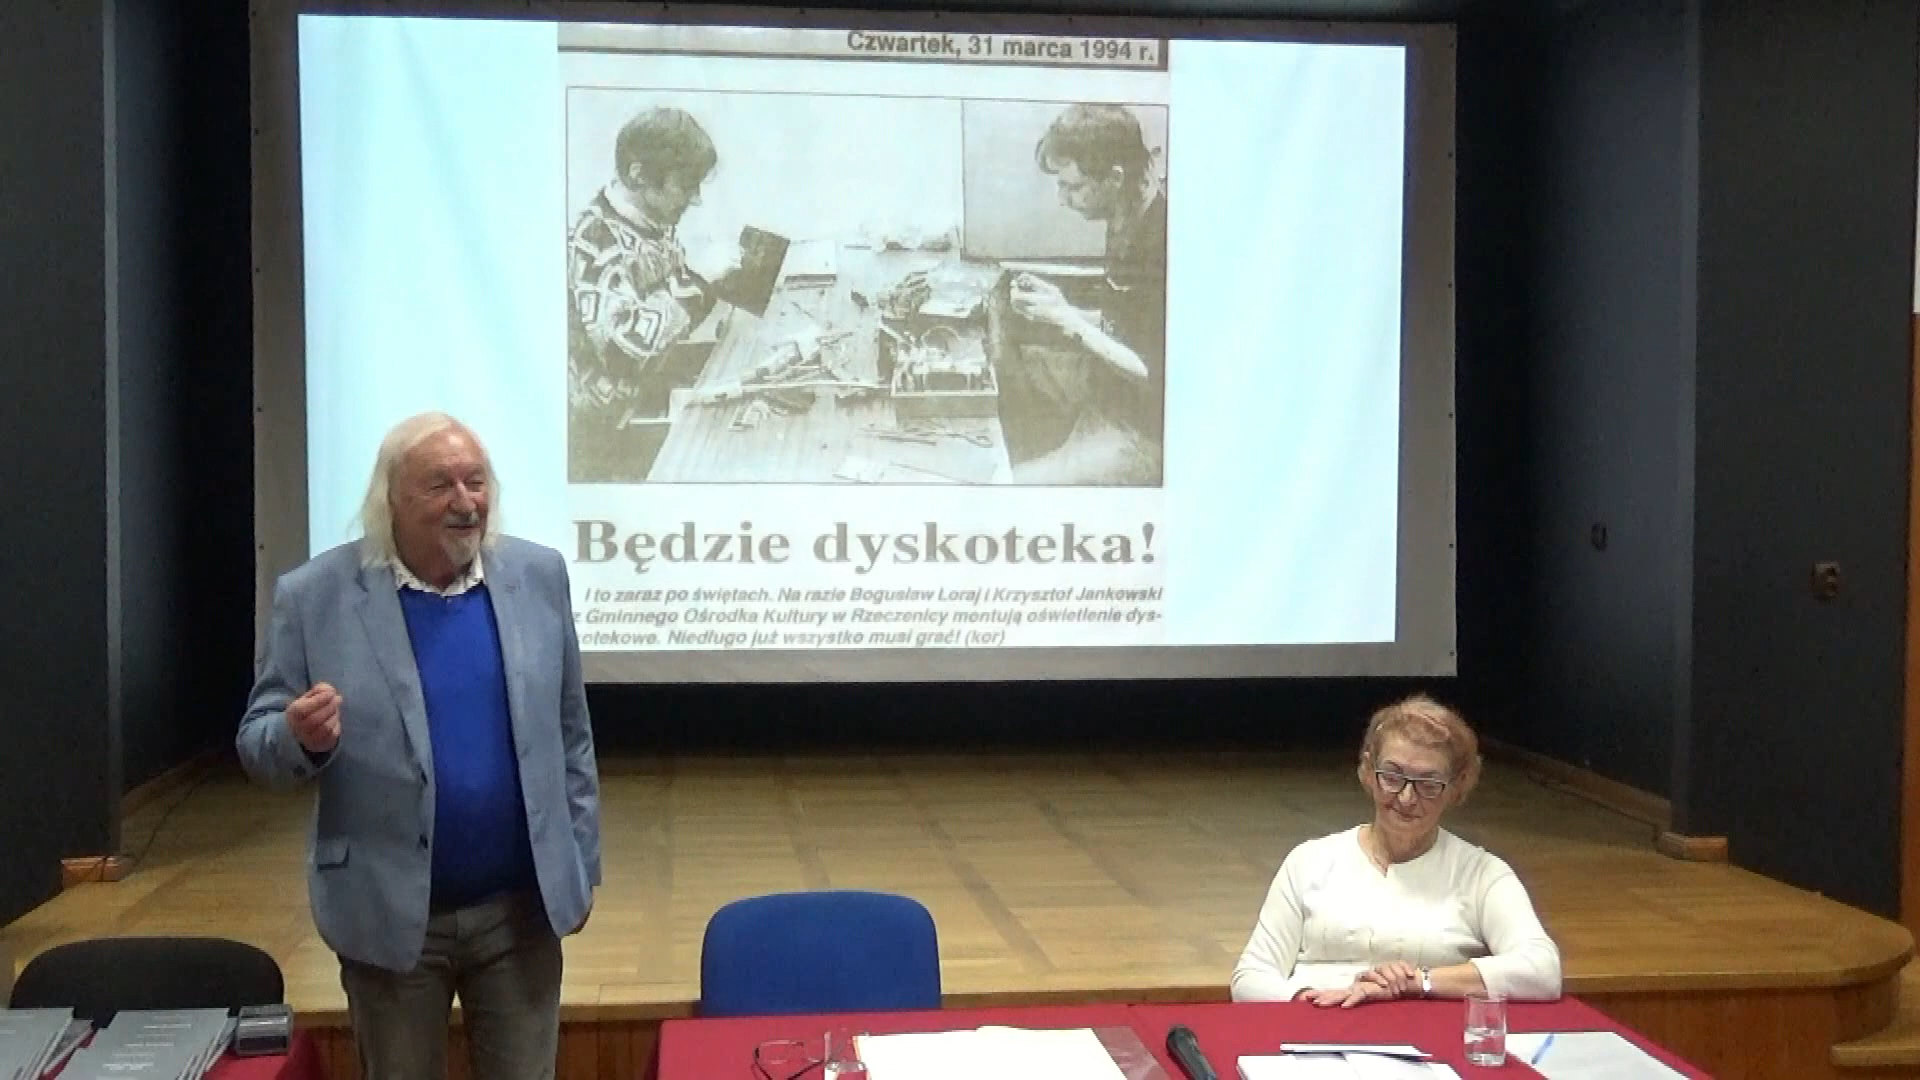 Czwartek, 31 marca 1994 r.
Będzie dyskoteka!
I to zaraz po świętach. Na razie Bogusław Loraj i Krzysztof Jankowski
z Gminnego Ośrodka Kultury w Rzeczenicy montują oświetlenie dys-
kotekowe. Niedługo już wszystko musi grać! (kor)